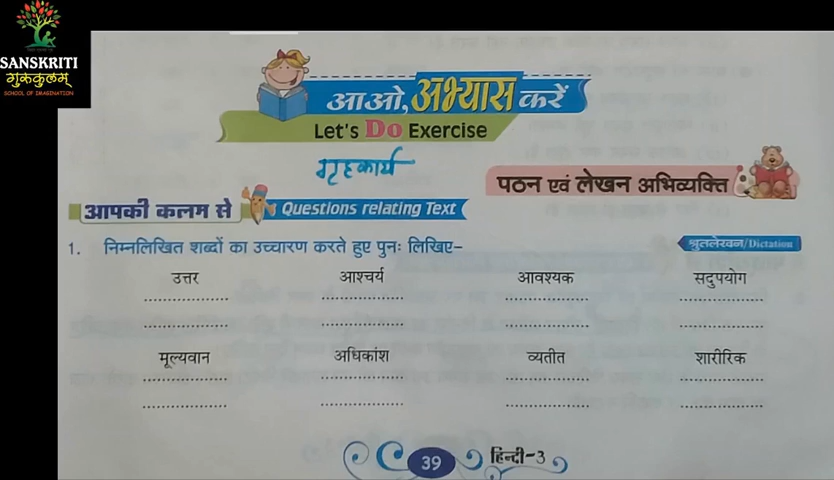 SANSKRITI
गुरुकुलम्
SCHOOL OF IMAGINATION
आओ, अभ्यास करें
Let's Do Exercise
गृहकार्य
पठन एवं लेखन अभिव्यक्ति
आपकी कलम से Questions relating Text
1. निम्नलिखित शब्दों का उच्चारण करते हुए पुनः लिखिए– श्रुतलेखन/Dictation
उत्तर आश्चर्य आवश्यक सदुपयोग
मूल्यवान अधिकांश व्यतीत शारीरिक
39 हिन्दी-3